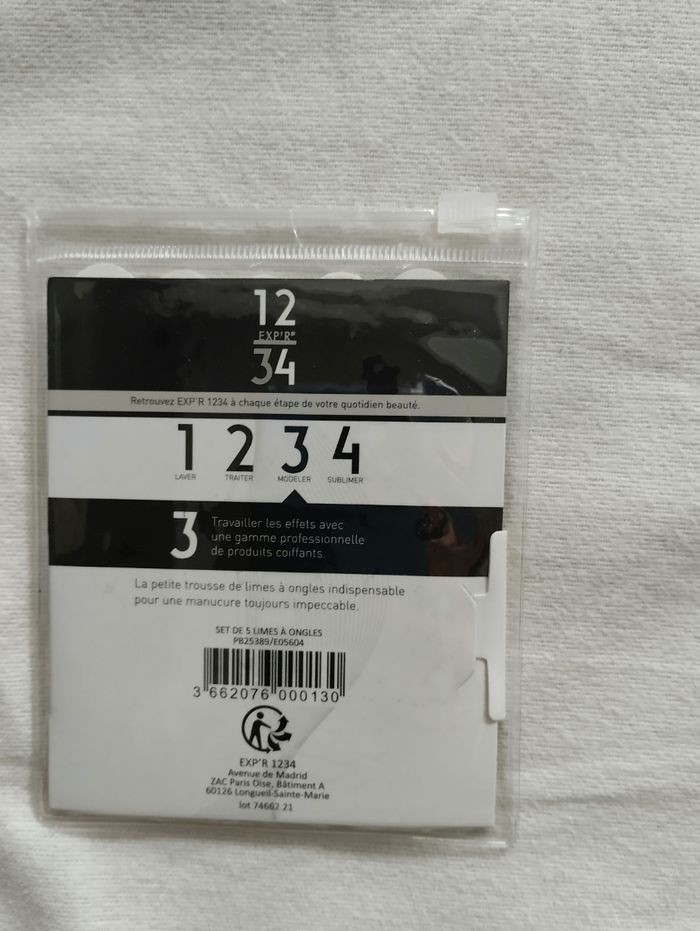 12
EXP'R®
34
Retrouvez EXP'R 1234 à chaque étape de votre quotidien beauté.
1 2 3 4
LAVER TRAITER MODELER SUBLIMER
3 Travailler les effets avec
une gamme professionnelle
de produits coiffants.
La petite trousse de limes à ongles indispensable
pour une manucure toujours impeccable.
SET DE 5 LIMES À ONGLES
PB25389/E05604
3 662076 000130
EXP'R 1234
Avenue de Madrid
ZAC Paris Oise, Bâtiment A
60126 Longueil-Sainte-Marie
lot 74662 21